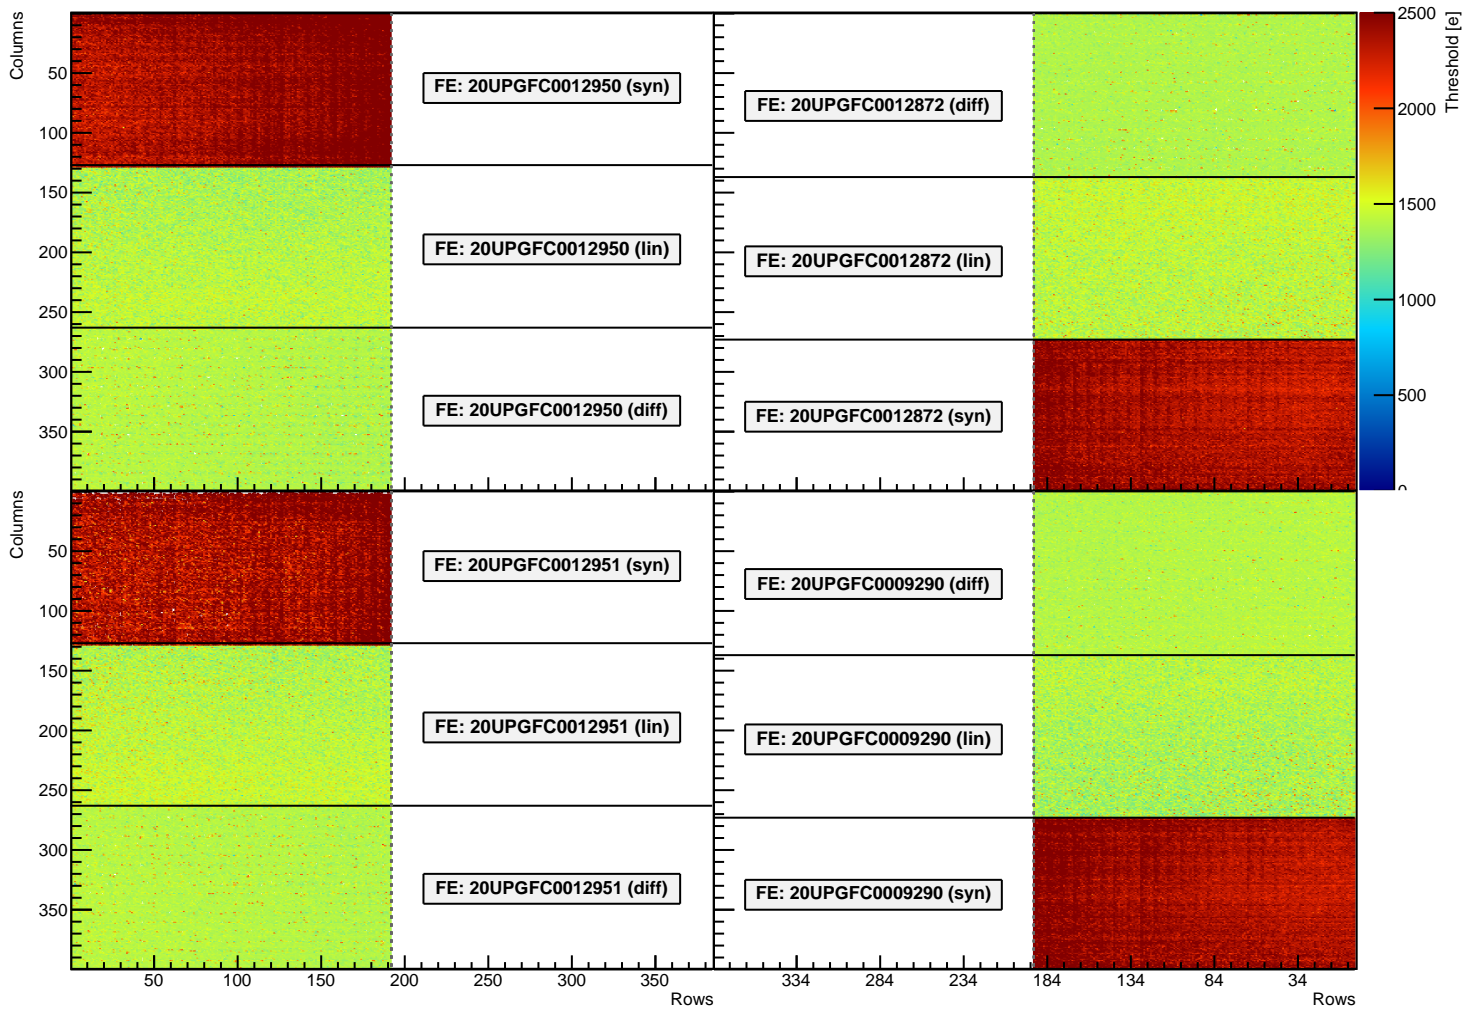 Columns
50
100
150
200
250
300
350
FE: 20UPGFC0012950 (syn)
FE: 20UPGFC0012950 (lin)
FE: 20UPGFC0012950 (diff)
FE: 20UPGFC0012872 (diff)
FE: 20UPGFC0012872 (lin)
FE: 20UPGFC0012872 (syn)
2500
2000
1500
1000
500
0
Threshold [e]
Columns
50
100
150
200
250
300
350
FE: 20UPGFC0012951 (syn)
FE: 20UPGFC0012951 (lin)
FE: 20UPGFC0012951 (diff)
FE: 20UPGFC0009290 (diff)
FE: 20UPGFC0009290 (lin)
FE: 20UPGFC0009290 (syn)
50 100 150 200 250 300 350
Rows
334 284 234 184 134 84 34
Rows